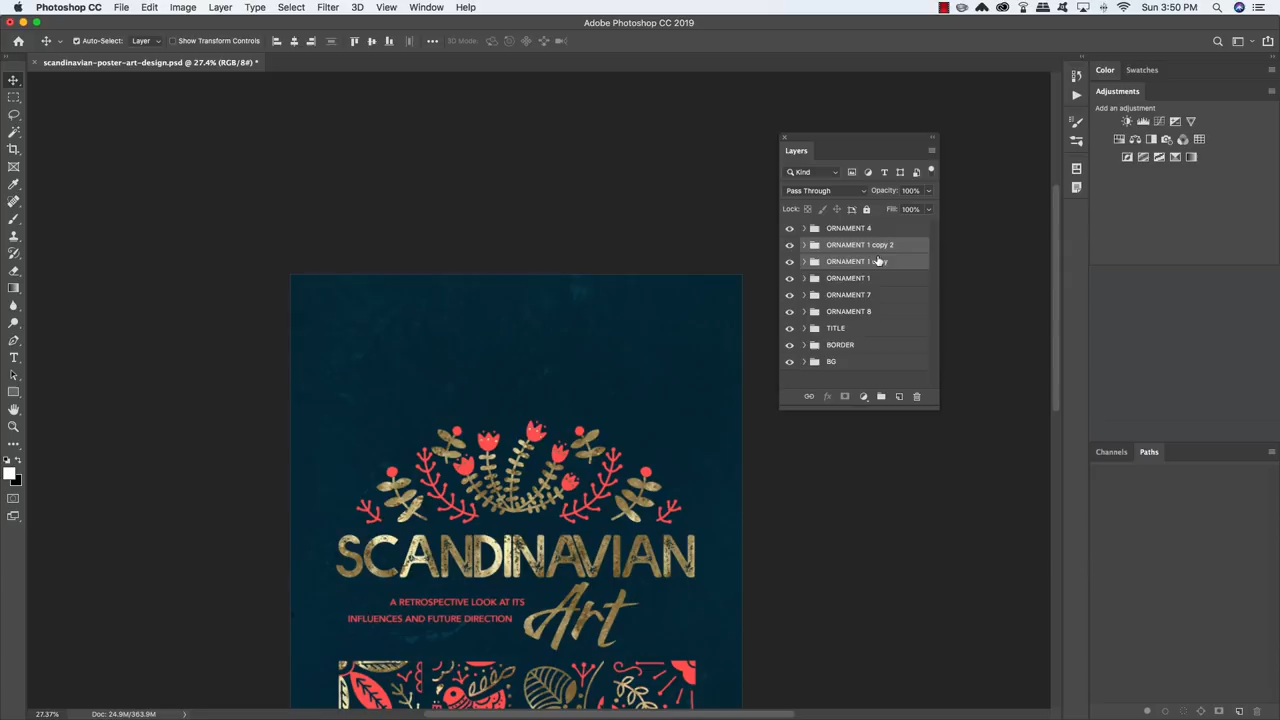 Photoshop CC File Edit Image Layer Type Select Filter 3D View Window Help Sun 3:50 PM
Adobe Photoshop CC 2019
Auto-Select: Layer Show Transform Controls 3D Mode:
scandinavian-poster-art-design.psd @ 27.4% (RGB/8#) *
Color Swatches
Adjustments
Add an adjustment
Layers
Kind
Pass Through Opacity: 100%
Lock: Fill: 100%
ORNAMENT 4
ORNAMENT 1 copy 2
ORNAMENT 1 copy
ORNAMENT 1
ORNAMENT 7
ORNAMENT 8
TITLE
BORDER
BG
Channels Paths
SCANDINAVIAN
A RETROSPECTIVE LOOK AT ITS
INFLUENCES AND FUTURE DIRECTION
Art
27.37% Doc: 24.9M/363.9M